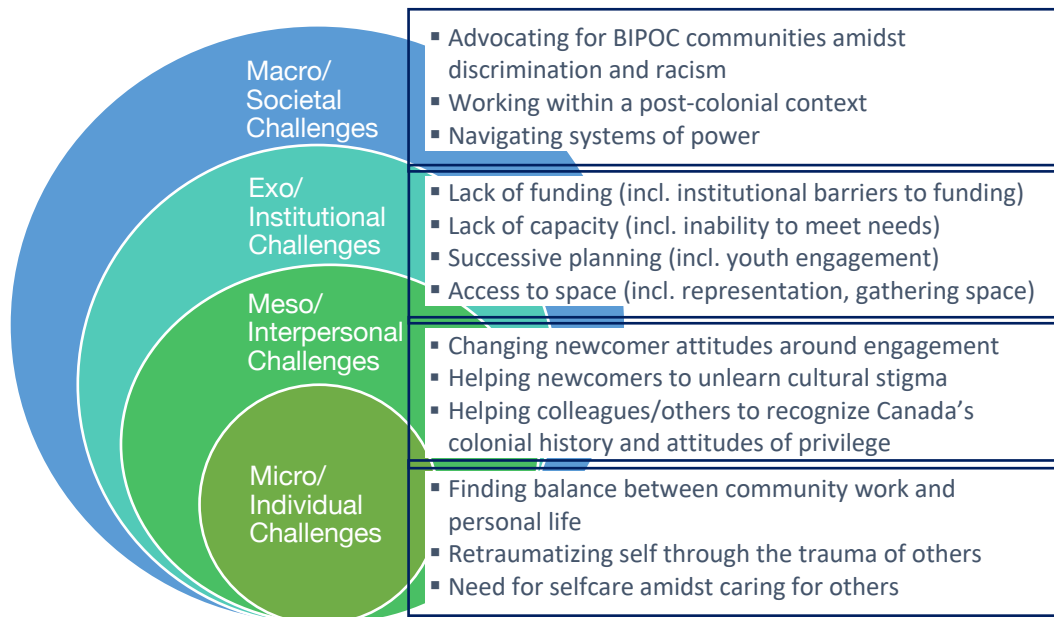 Macro/
Societal
Challenges
▪ Advocating for BIPOC communities amidst
discrimination and racism
▪ Working within a post-colonial context
▪ Navigating systems of power
Exo/
Institutional
Challenges
▪ Lack of funding (incl. institutional barriers to funding)
▪ Lack of capacity (incl. inability to meet needs)
▪ Successive planning (incl. youth engagement)
▪ Access to space (incl. representation, gathering space)
Meso/
Interpersonal
Challenges
▪ Changing newcomer attitudes around engagement
▪ Helping newcomers to unlearn cultural stigma
▪ Helping colleagues/others to recognize Canada’s
colonial history and attitudes of privilege
Micro/
Individual
Challenges
▪ Finding balance between community work and
personal life
▪ Retraumatizing self through the trauma of others
▪ Need for selfcare amidst caring for others